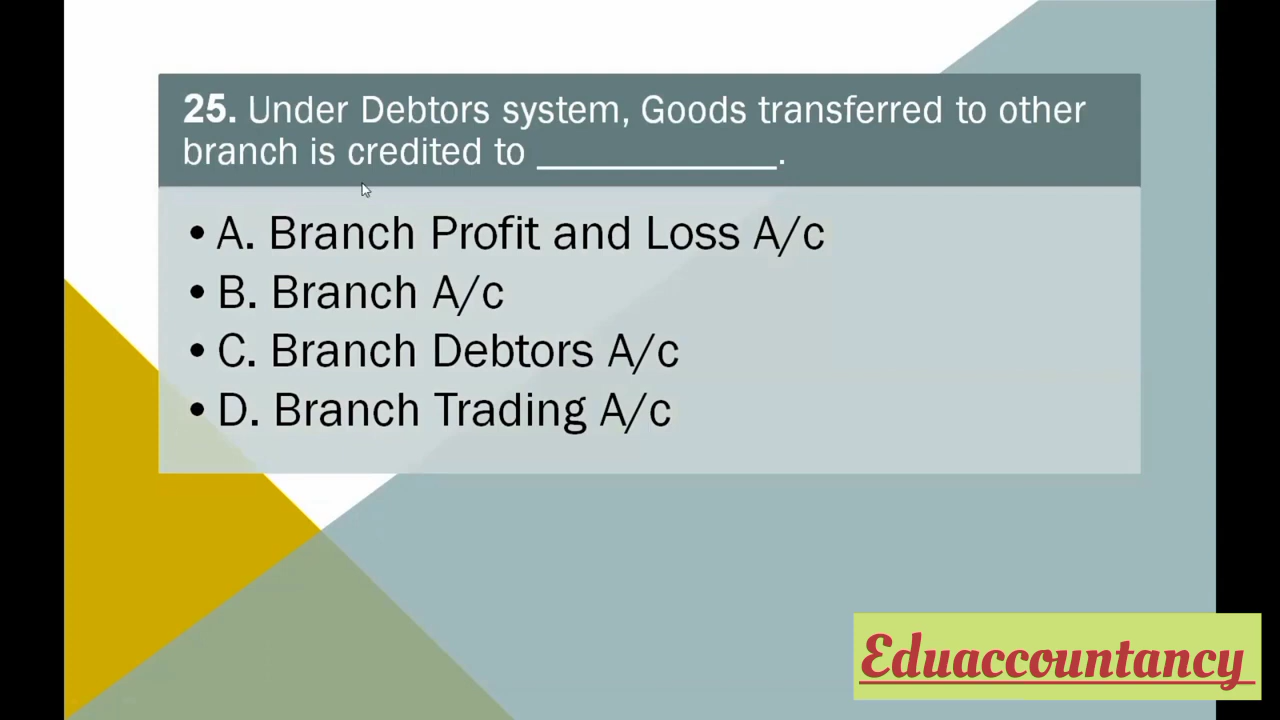 25. Under Debtors system, Goods transferred to other
branch is credited to _____________.
• A. Branch Profit and Loss A/c
• B. Branch A/c
• C. Branch Debtors A/c
• D. Branch Trading A/c
Eduaccountancy